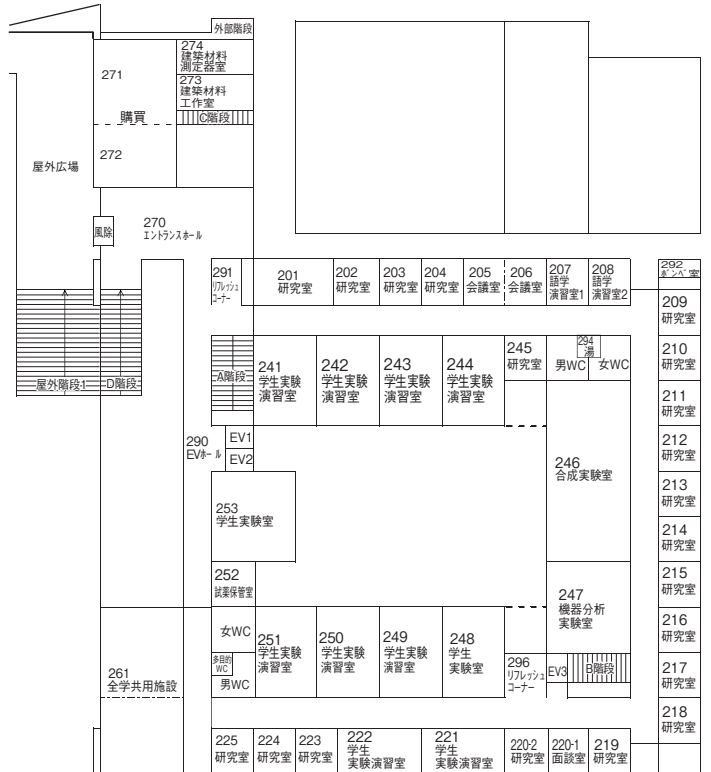 外部階段
274
建築材料
測定器室
271
273
建築材料
工作室
購買
C階段
272
屋外広場
風除
270
エントランスホール
291
リフレッシュ
コーナー
201
研究室
202
研究室
203
研究室
204
研究室
205
会議室
206
会議室
207
語学
演習室1
208
語学
演習室2
292
ボンベ室
209
研究室
屋外階段1
D階段
A階段
241
学生実験
演習室
242
学生実験
演習室
243
学生実験
演習室
244
学生実験
演習室
245
研究室
294
湯
男WC
女WC
210
研究室
211
研究室
290
EVホール
EV1
EV2
246
合成実験室
212
研究室
213
研究室
253
学生実験室
214
研究室
252
試薬保管室
247
機器分析
実験室
215
研究室
216
研究室
女WC
多目的
WC
男WC
251
学生実験
演習室
250
学生実験
演習室
249
学生実験
演習室
248
学生
実験室
296
リフレッシュ
コーナー
EV3
B階段
217
研究室
261
全学共用施設
218
研究室
225
研究室
224
研究室
223
研究室
222
学生
実験演習室
221
学生
実験演習室
220-2
研究室
220-1
面談室
219
研究室